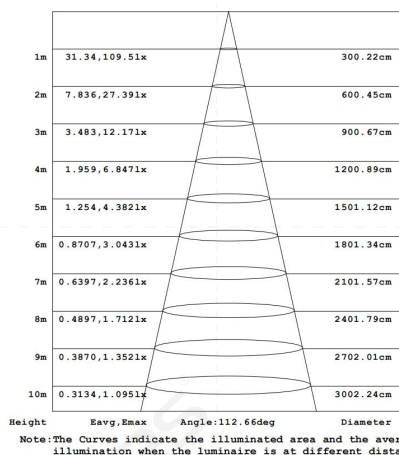 1m 31.34,109.5lx 300.22cm
2m 7.836,27.39lx 600.45cm
3m 3.483,12.17lx 900.67cm
4m 1.959,6.847lx 1200.89cm
5m 1.254,4.382lx 1501.12cm
6m 0.8707,3.043lx 1801.34cm
7m 0.6397,2.236lx 2101.57cm
8m 0.4897,1.712lx 2401.79cm
9m 0.3870,1.352lx 2702.01cm
10m 0.3134,1.095lx 3002.24cm
Height Eavg,Emax Angle:112.66deg Diameter
Note:The Curves indicate the illuminated area and the aver
illumination when the luminaire is at different dista